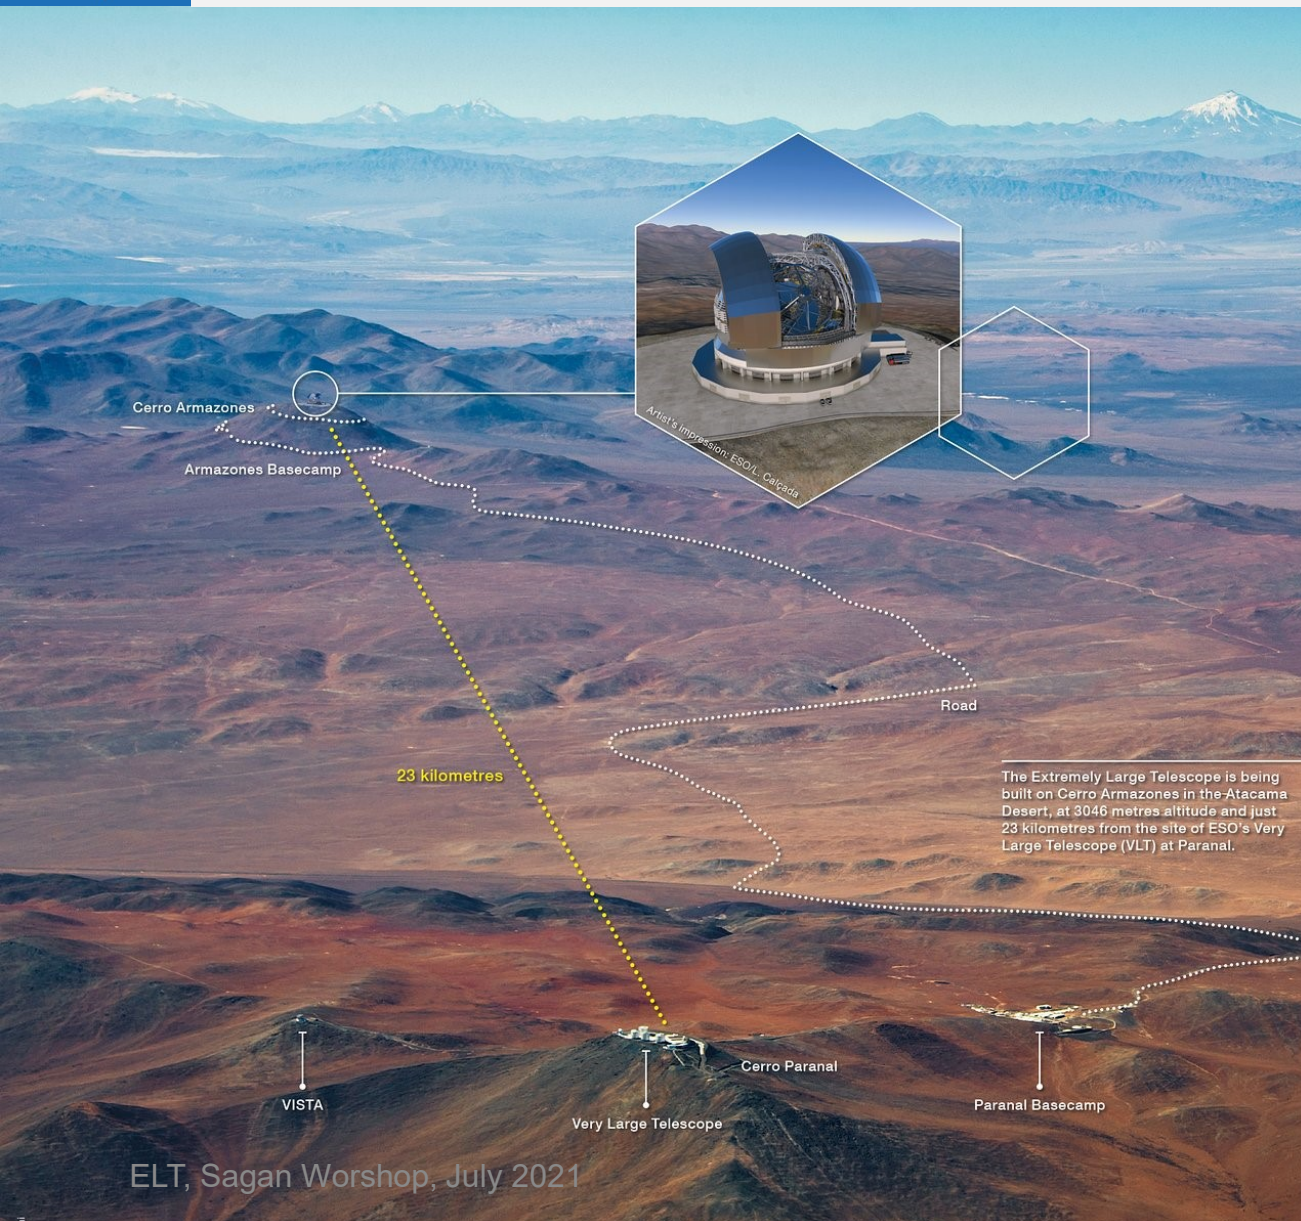 Cerro Armazones
Armazones Basecamp
Artist's impression: ESO/L. Calçada
Road
23 kilometres
The Extremely Large Telescope is being
built on Cerro Armazones in the Atacama
Desert, at 3046 metres altitude and just
23 kilometres from the site of ESO's Very
Large Telescope (VLT) at Paranal.
Cerro Paranal
VISTA
Very Large Telescope
Paranal Basecamp
ELT, Sagan Worshop, July 2021